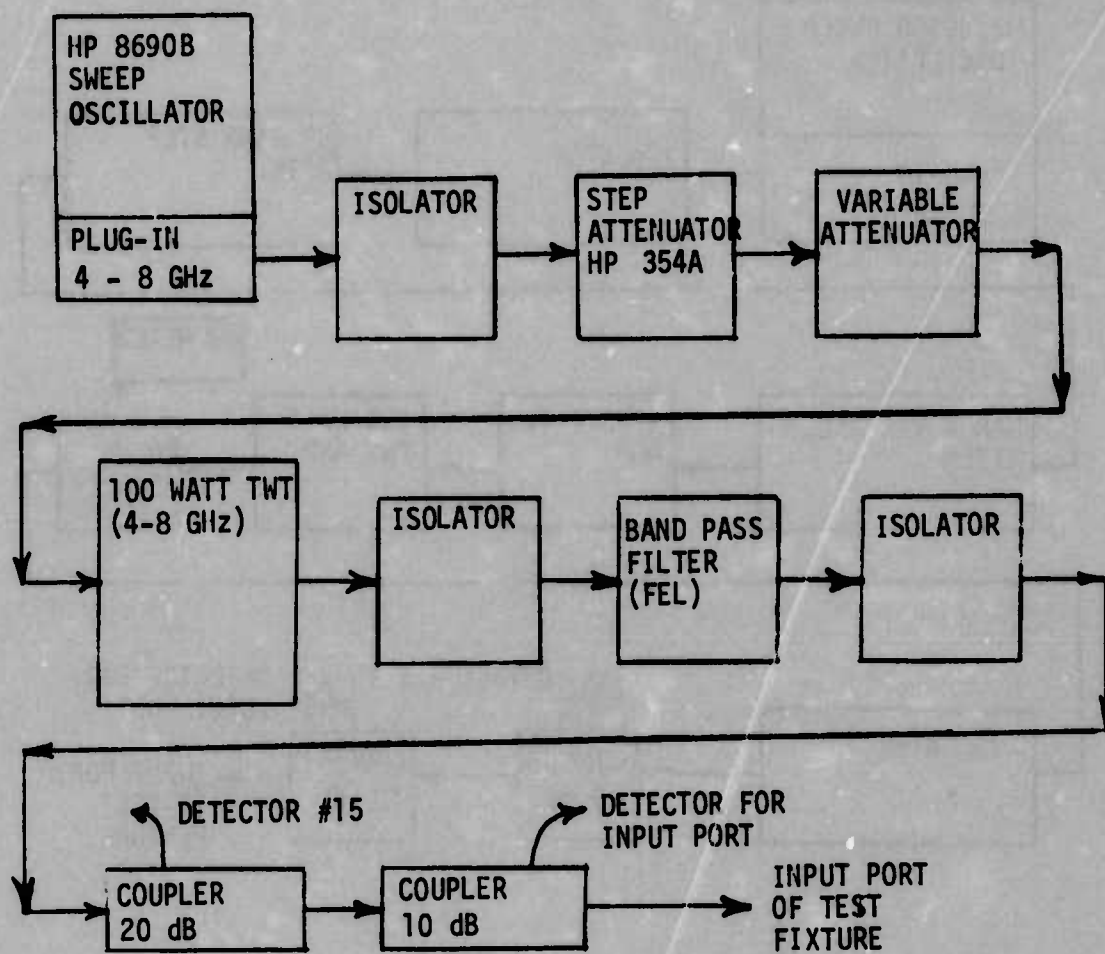 HP 8690B
SWEEP
OSCILLATOR
PLUG-IN
4 - 8 GHz
ISOLATOR
STEP
ATTENUATOR
HP 354A
VARIABLE
ATTENUATOR
100 WATT TWT
(4-8 GHz)
ISOLATOR
BAND PASS
FILTER
(FEL)
ISOLATOR
DETECTOR #15
DETECTOR FOR
INPUT PORT
COUPLER
20 dB
COUPLER
10 dB
INPUT PORT
OF TEST
FIXTURE